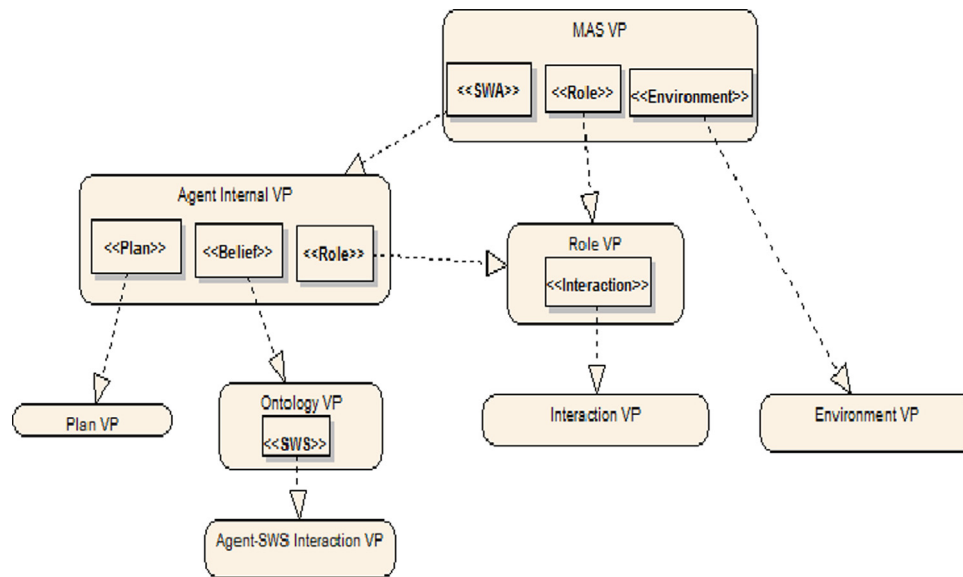 MAS VP
<<SWA>>
<<Role>>
<<Environment>>
Agent Internal VP
<<Plan>>
<<Belief>>
<<Role>>
Role VP
<<Interaction>>
Plan VP
Ontology VP
<<SWS>>
Interaction VP
Environment VP
Agent-SWS Interaction VP